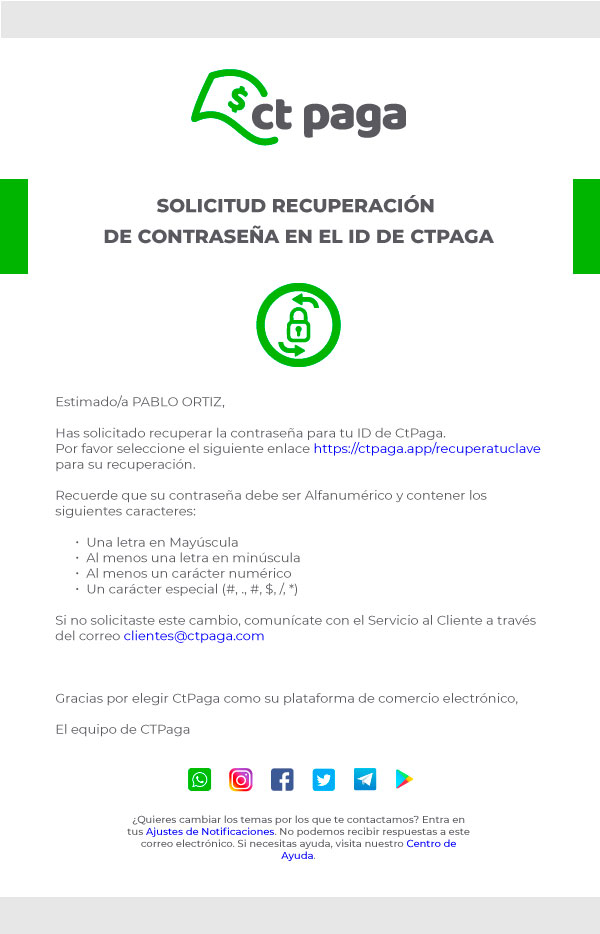 $ct paga
SOLICITUD RECUPERACIÓN
DE CONTRASEÑA EN EL ID DE CTPAGA
Estimado/a PABLO ORTIZ,
Has solicitado recuperar la contraseña para tu ID de CtPaga.
Por favor seleccione el siguiente enlace https://ctpaga.app/recuperatuclave
para su recuperación.
Recuerde que su contraseña debe ser Alfanumérico y contener los
siguientes caracteres:
· Una letra en Mayúscula
· Al menos una letra en minúscula
· Al menos un carácter numérico
· Un carácter especial (#, ., #, $, /, *)
Si no solicitaste este cambio, comunícate con el Servicio al Cliente a través
del correo clientes@ctpaga.com
Gracias por elegir CtPaga como su plataforma de comercio electrónico,
El equipo de CTPaga
¿Quieres cambiar los temas por los que te contactamos? Entra en
tus Ajustes de Notificaciones. No podemos recibir respuestas a este
correo electrónico. Si necesitas ayuda, visita nuestro Centro de
Ayuda.